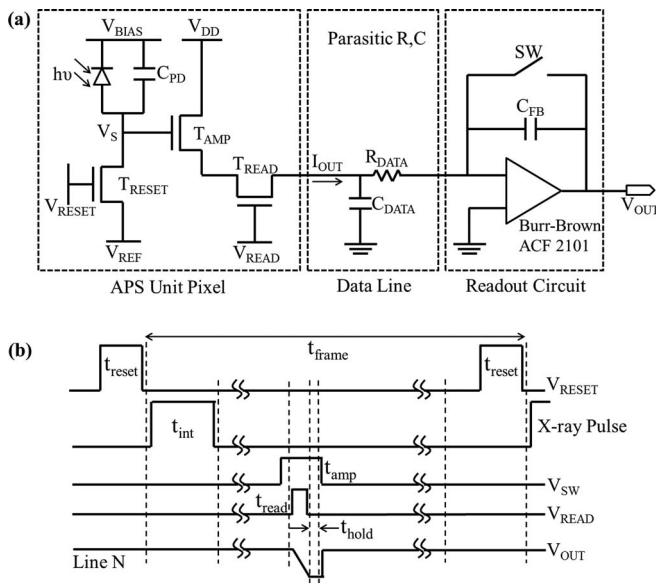 (a)
V_BIAS
V_DD
Parasitic R,C
SW
hυ
C_PD
C_FB
V_S
T_AMP
T_READ
I_OUT
R_DATA
T_RESET
V_RESET
C_DATA
V_OUT
Burr-Brown
ACF 2101
V_REF
V_READ
APS Unit Pixel
Data Line
Readout Circuit
(b)
t_frame
t_reset
t_reset
V_RESET
t_int
X-ray Pulse
t_amp
V_SW
t_read
V_READ
t_hold
V_OUT
Line N